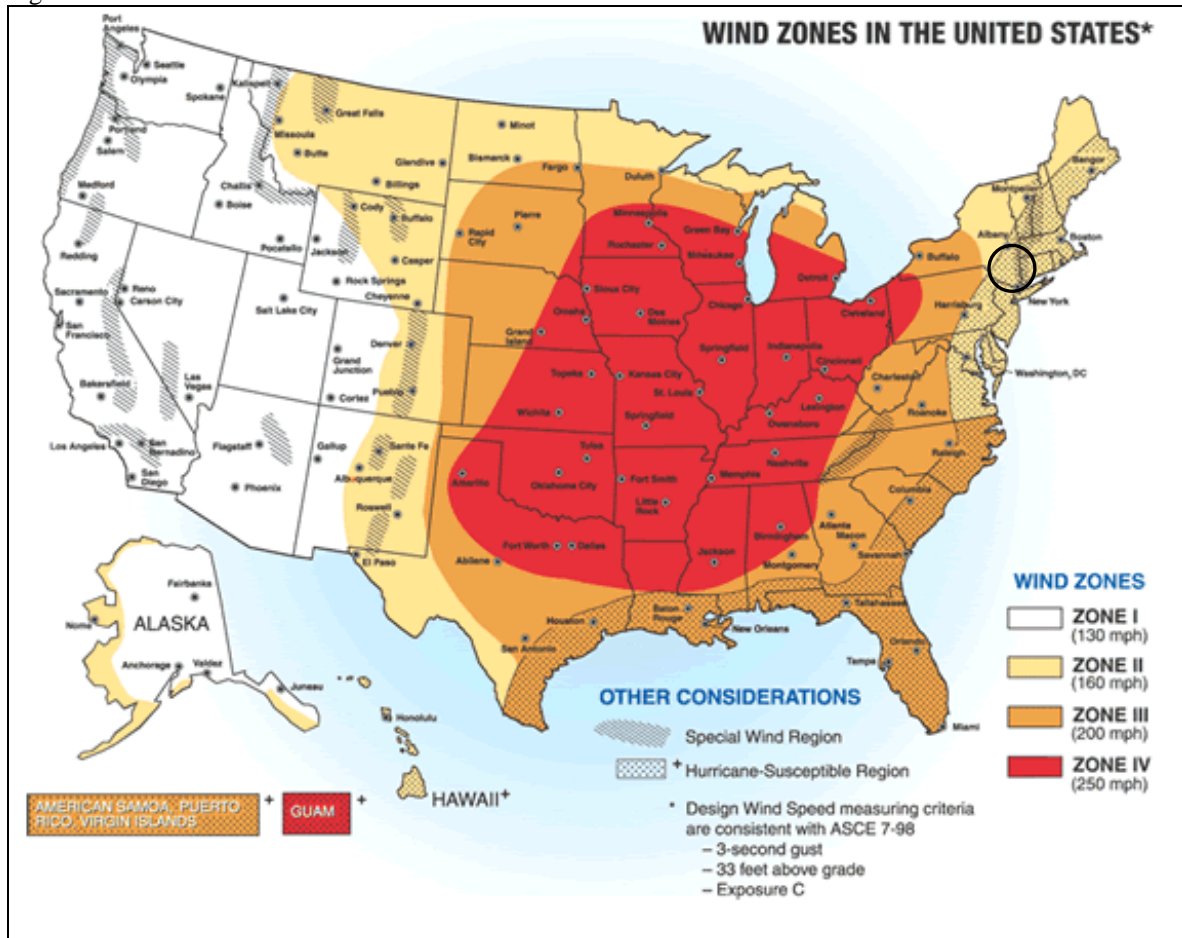 WIND ZONES IN THE UNITED STATES*
Port
Angeles
Seattle
Olympia
Spokane
Kalispell
Great Falls
Minot
Portland
Salem
Missoula
Butte
Glendive
Bismarck
Fargo
Duluth
Bangor
Montpelier
Medford
Challis
Boise
Billings
Cody
Buffalo
Pierre
Rapid
City
Minneapolis
Rochester
Green Bay
Milwaukee
Detroit
Buffalo
Albany
Boston
Redding
Pocatello
Jackson
Casper
Rock Springs
Cheyenne
Sioux City
Des
Moines
Chicago
Cleveland
Harrisburg
New York
Sacramento
Reno
Carson City
San
Francisco
Salt Lake City
Grand
Junction
Denver
Pueblo
Cortez
Omaha
Grand
Island
Topeka
Kansas City
Springfield
Indianapolis
Cincinnati
Charleston
Washington, DC
Bakersfield
Las
Vegas
Wichita
St. Louis
Springfield
Lexington
Owensboro
Roanoke
Los Angeles
San
Bernadino
San
Diego
Flagstaff
Phoenix
Gallup
Sante Fe
Albuquerque
Roswell
El Paso
Amarillo
Tulsa
Oklahoma City
Fort Smith
Little
Rock
Memphis
Nashville
Raleigh
Columbia
Atlanta
Macon
Birmingham
Montgomery
Savannah
Abilene
Fort Worth
Dallas
Jackson
Houston
San Antonio
Baton
Rouge
New Orleans
Tallahassee
Orlando
Tampa
Miami
Fairbanks
Nome
ALASKA
Anchorage
Valdez
Juneau
Honolulu
HAWAII+
AMERICAN SAMOA, PUERTO
RICO, VIRGIN ISLANDS
+
GUAM
+
OTHER CONSIDERATIONS
Special Wind Region
+ Hurricane-Susceptible Region
* Design Wind Speed measuring criteria
are consistent with ASCE 7-98
– 3-second gust
– 33 feet above grade
– Exposure C
WIND ZONES
ZONE I
(130 mph)
ZONE II
(160 mph)
ZONE III
(200 mph)
ZONE IV
(250 mph)